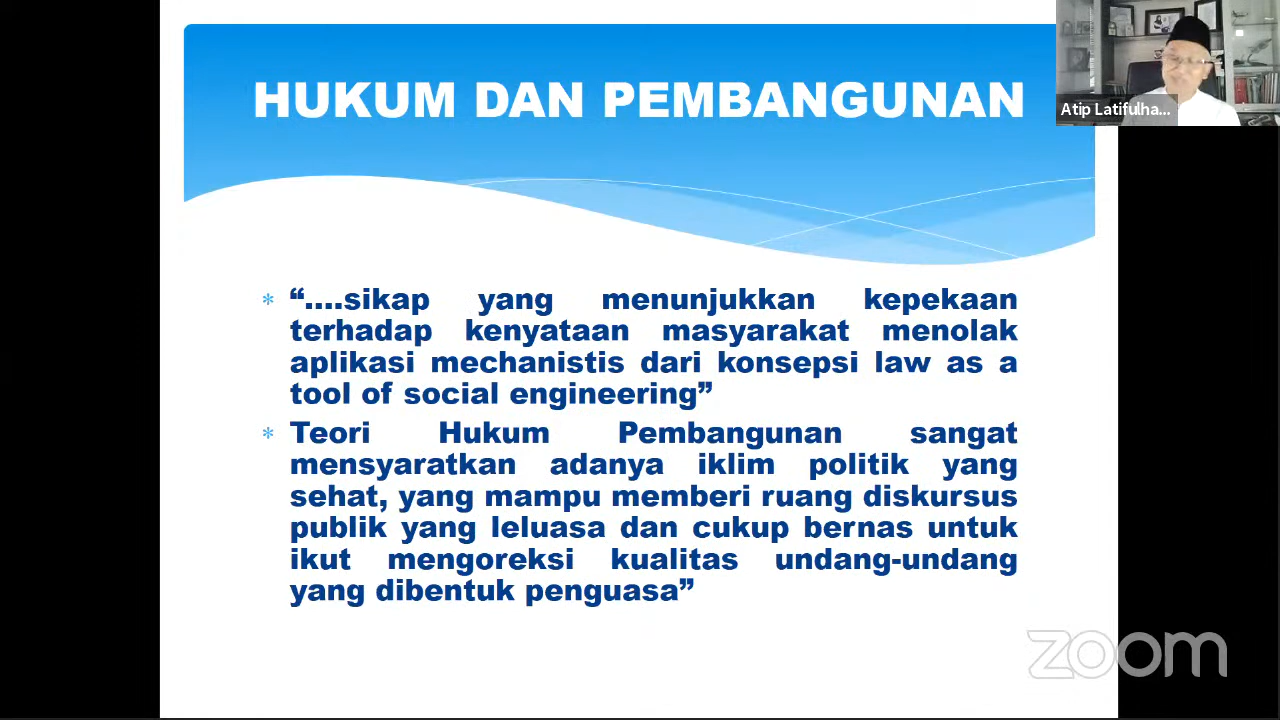 HUKUM DAN PEMBANGUNAN
Atip Latifulha...
* “....sikap yang menunjukkan kepekaan
terhadap kenyataan masyarakat menolak
aplikasi mechanistis dari konsepsi law as a
tool of social engineering”
* Teori Hukum Pembangunan sangat
mensyaratkan adanya iklim politik yang
sehat, yang mampu memberi ruang diskursus
publik yang leluasa dan cukup bernas untuk
ikut mengoreksi kualitas undang-undang
yang dibentuk penguasa”
zoom